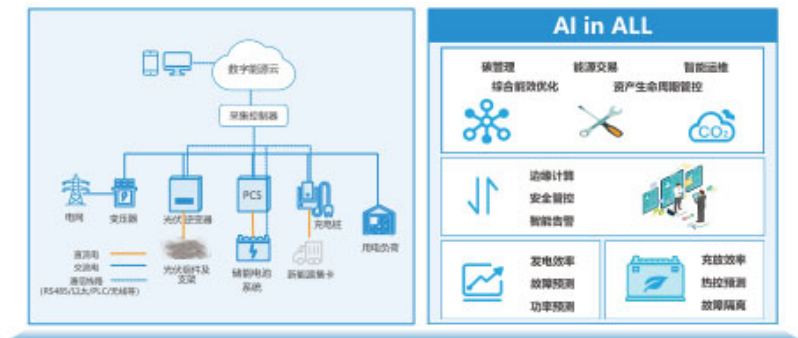 数字能源云
采集控制器
PCS
电网
变压器
光伏逆变器
充电桩
用电负荷
直流电
交流电
通信线路
(RS485/以太/PLC/无线等)
光伏组件及
支架
储能电池
系统
新能源集卡
AI in ALL
碳管理
能源交易
智能运维
综合能效优化
资产生命周期管控
CO₂
边缘计算
安全管控
智能告警
发电效率
故障预测
功率预测
充放效率
热控预测
故障隔离